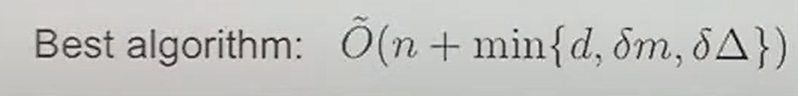 Best algorithm: Õ(n + min{d, δm, δΔ})